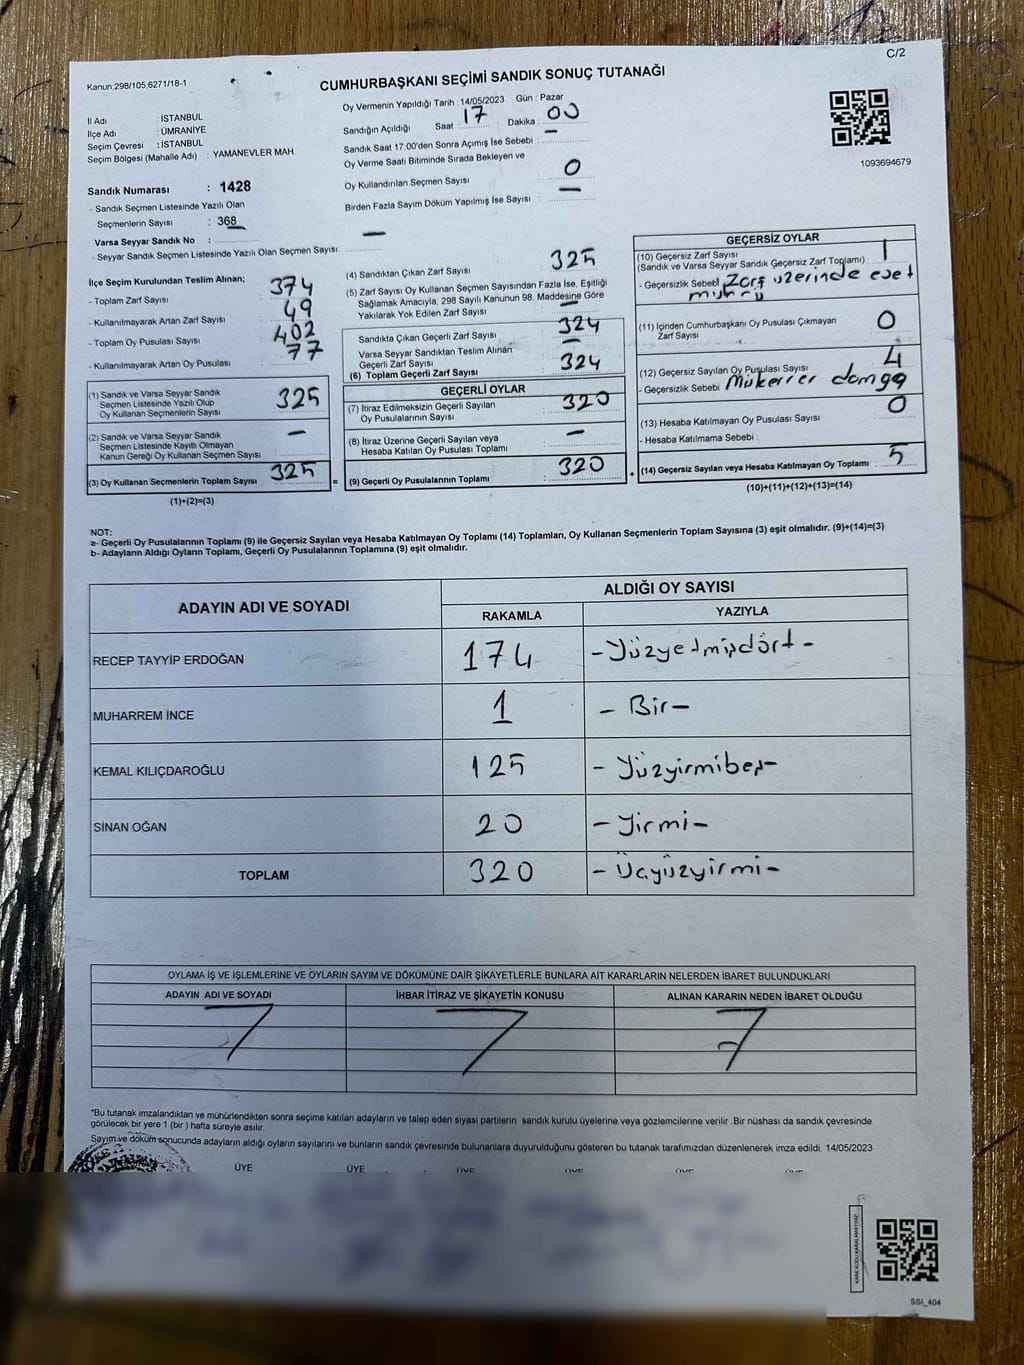 C/2
Kanun:298/105,6271/18-1
CUMHURBAŞKANI SEÇİMİ SANDIK SONUÇ TUTANAĞI
İl Adı : İSTANBUL
İlçe Adı : ÜMRANİYE
Seçim Çevresi : İSTANBUL
Seçim Bölgesi (Mahalle Adı) : YAMANEVLER MAH
Sandık Numarası : 1428
- Sandık Seçmen Listesinde Yazılı Olan
Seçmenlerin Sayısı : 368
Varsa Seyyar Sandık No : –
- Seyyar Sandık Seçmen Listesinde Yazılı Olan Seçmen Sayısı:
Oy Vermenin Yapıldığı Tarih : 14/05/2023 Gün : Pazar
Sandığın Açıldığı Saat : 17 Dakika : 00
Sandık Saat 17:00'den Sonra Açımış İse Sebebi : –
Oy Verme Saati Bitiminde Sırada Bekleyen ve
Oy Kullandırılan Seçmen Sayısı : 0
Birden Fazla Sayım Döküm Yapılmış İse Sayısı : –
1093694679
İlçe Seçim Kurulundan Teslim Alınan;
- Toplam Zarf Sayısı : 374
- Kullanılmayarak Artan Zarf Sayısı : 49
- Toplam Oy Pusulası Sayısı : 402
- Kullanılmayarak Artan Oy Pusulası : 77
(1) Sandık ve Varsa Seyyar Sandık
Seçmen Listesinde Yazılı Olup
Oy Kullanan Seçmenlerin Sayısı : 325
(2) Sandık ve Varsa Seyyar Sandık
Seçmen Listesinde Kayıtlı Olmayan
Kanun Gereği Oy Kullanan Seçmen Sayısı : –
(3) Oy Kullanan Seçmenlerin Toplam Sayısı : 325
(1)+(2)=(3)
(4) Sandıktan Çıkan Zarf Sayısı : 325
(5) Zarf Sayısı Oy Kullanan Seçmen Sayısından Fazla İse, Eşitliği
Sağlamak Amacıyla; 298 Sayılı Kanunun 98. Maddesine Göre
Yakılarak Yok Edilen Zarf Sayısı : –
Sandıkta Çıkan Geçerli Zarf Sayısı : 324
Varsa Seyyar Sandıktan Teslim Alınan
Geçerli Zarf Sayısı : –
(6) Toplam Geçerli Zarf Sayısı : 324
GEÇERLİ OYLAR
(7) İtiraz Edilmeksizin Geçerli Sayılan
Oy Pusulalarının Sayısı : 320
(8) İtiraz Üzerine Geçerli Sayılan veya
Hesaba Katılan Oy Pusulası Toplamı : –
(9) Geçerli Oy Pusulalarının Toplamı : 320
GEÇERSİZ OYLAR
(10) Geçersiz Zarf Sayısı : 1
(Sandık ve Varsa Seyyar Sandık Geçersiz Zarf Toplamı) :
- Geçersizlik Sebebi : Zarf üzerinde evet
mührü
(11) İçinden Cumhurbaşkanı Oy Pusulası Çıkmayan
Zarf Sayısı : 0
(12) Geçersiz Sayılan Oy Pusulası Sayısı : 4
- Geçersizlik Sebebi Mükerrer damga
(13) Hesaba Katılmayan Oy Pusulası Sayısı : 0
- Hesaba Katılmama Sebebi :
(14) Geçersiz Sayılan veya Hesaba Katılmayan Oy Toplamı : 5
(10)+(11)+(12)+(13)=(14)
NOT:
a- Geçerli Oy Pusulalarının Toplamı (9) ile Geçersiz Sayılan veya Hesaba Katılmayan Oy Toplamı (14) Toplamları, Oy Kullanan Seçmenlerin Toplam Sayısına (3) eşit olmalıdır. (9)+(14)=(3)
b- Adayların Aldığı Oyların Toplamı, Geçerli Oy Pusulalarının Toplamına (9) eşit olmalıdır.
ADAYIN ADI VE SOYADI
ALDIĞI OY SAYISI
RAKAMLA YAZIYLA
RECEP TAYYİP ERDOĞAN 174 -Yüzyetmişdört-
MUHARREM İNCE 1 -Bir-
KEMAL KILIÇDAROĞLU 125 -Yüzyirmibeş-
SİNAN OĞAN 20 -Yirmi-
TOPLAM 320 -Üçyüzyirmi-
OYLAMA İŞ VE İŞLEMLERİNE VE OYLARIN SAYIM VE DÖKÜMÜNE DAİR ŞİKAYETLERLE BUNLARA AİT KARARLARIN NELERDEN İBARET BULUNDUKLARI
ADAYIN ADI VE SOYADI İHBAR İTİRAZ VE ŞİKAYETİN KONUSU ALINAN KARARIN NEDEN İBARET OLDUĞU
*Bu tutanak imzalandıktan ve mühürlendikten sonra seçime katılan adayların ve talep eden siyasi partilerin sandık kurulu üyelerine veya gözlemcilerine verilir .Bir nüshası da sandık çevresinde
görülecek bir yere 1 (bir ) hafta süreyle asılır.
Sayım ve döküm sonucunda adayların aldığı oyların sayılarını ve bunların sandık çevresinde bulunanlara duyurulduğunu gösteren bu tutanak tarafımızdan düzenlenerek imza edildi. 14/05/2023
ÜYE ÜYE ÜYE ÜYE ÜYE ÜYE
KARE KODU KARALAMAYINIZ!
SSI_404